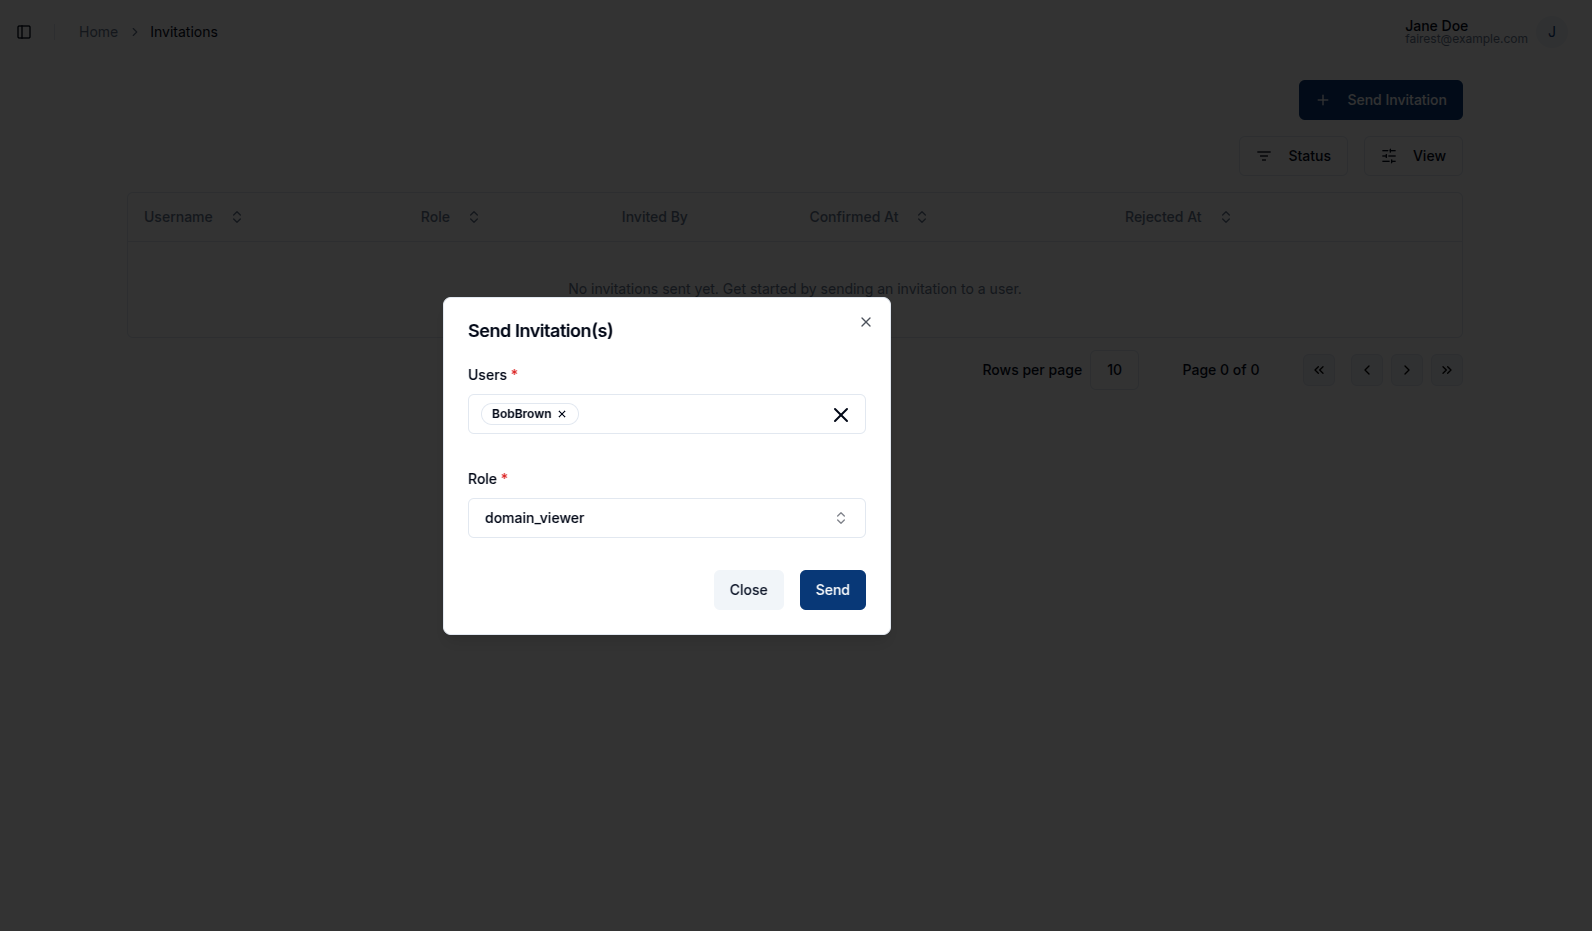 Home > Invitations
Jane Doe
fairest@example.com
J
+ Send Invitation
Status
View
Username
Role
Invited By
Confirmed At
Rejected At
No invitations sent yet. Get started by sending an invitation to a user.
Send Invitation(s)
Users *
BobBrown
Role *
domain_viewer
Close
Send
Rows per page
10
Page 0 of 0